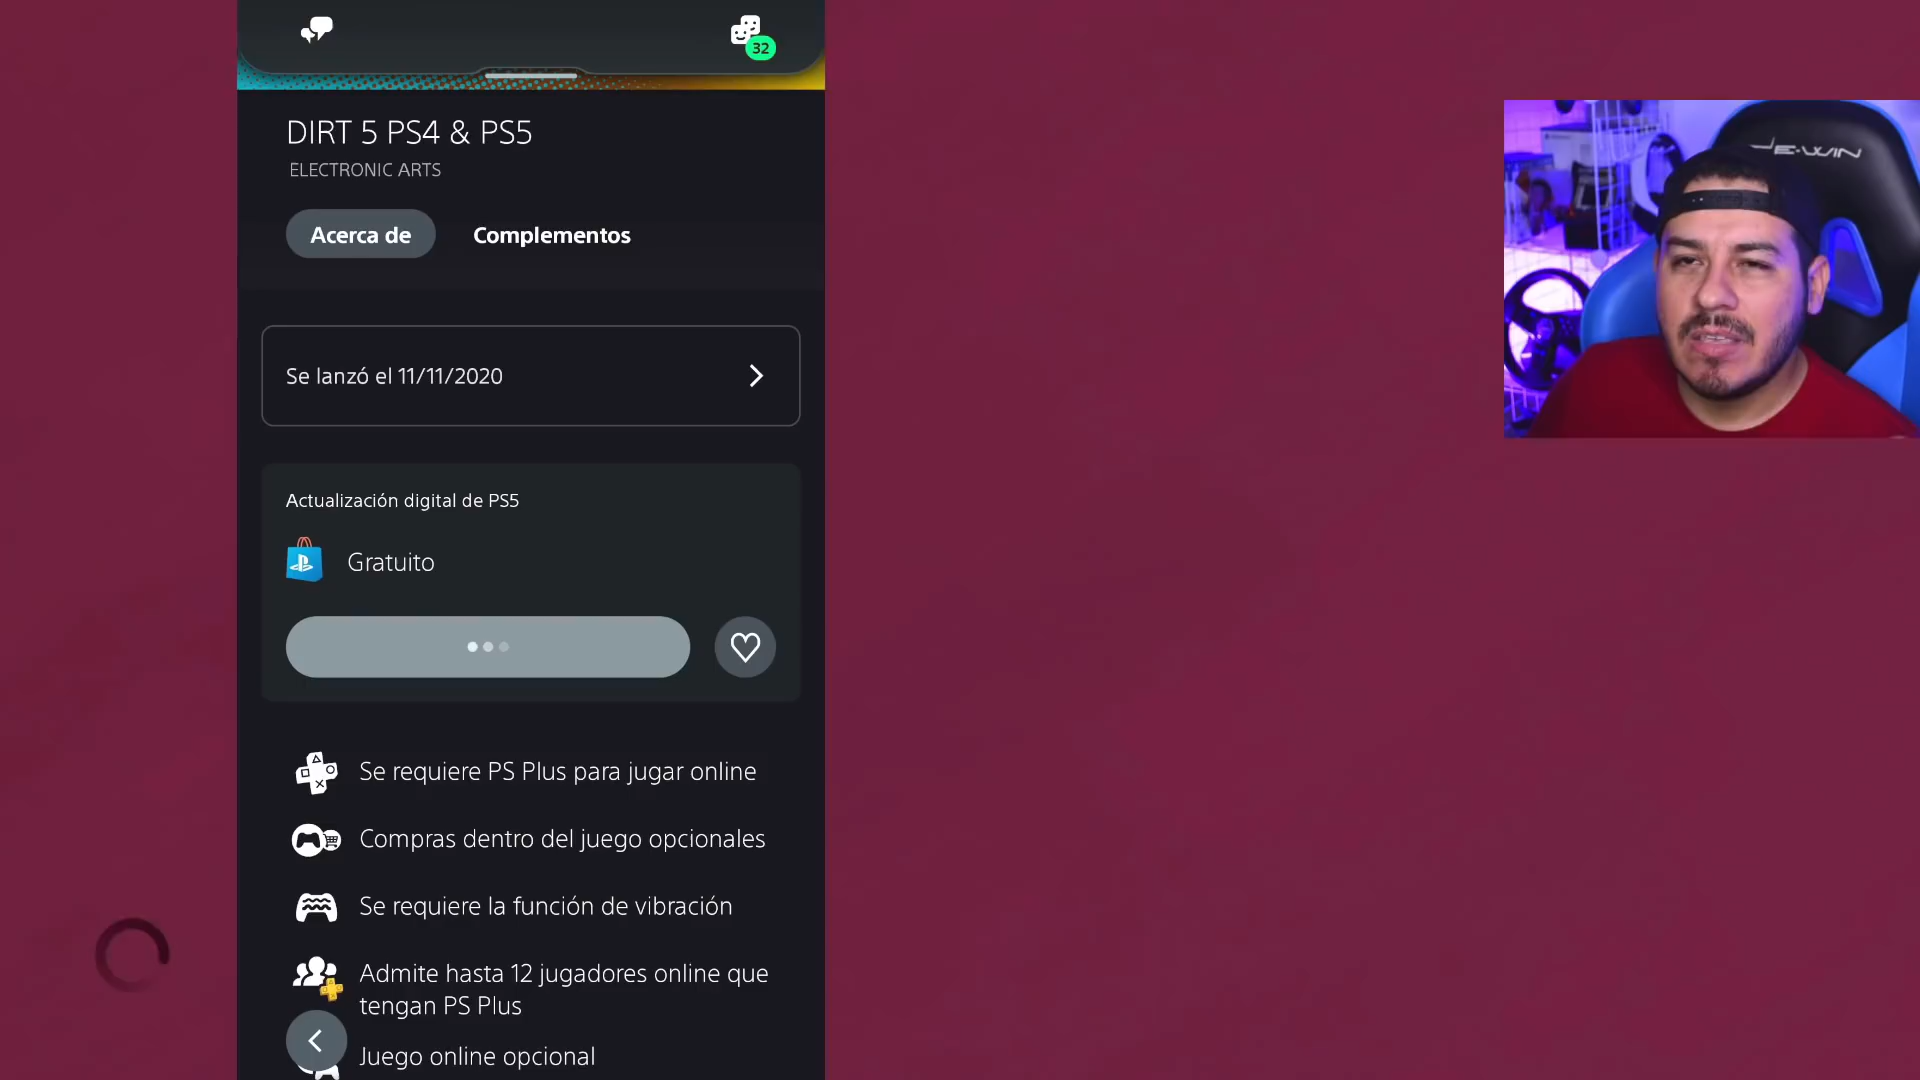 32
DIRT 5 PS4 & PS5
ELECTRONIC ARTS
Acerca de
Complementos
Se lanzó el 11/11/2020
Actualización digital de PS5
Gratuito
Se requiere PS Plus para jugar online
Compras dentro del juego opcionales
Se requiere la función de vibración
Admite hasta 12 jugadores online que
tengan PS Plus
Juego online opcional